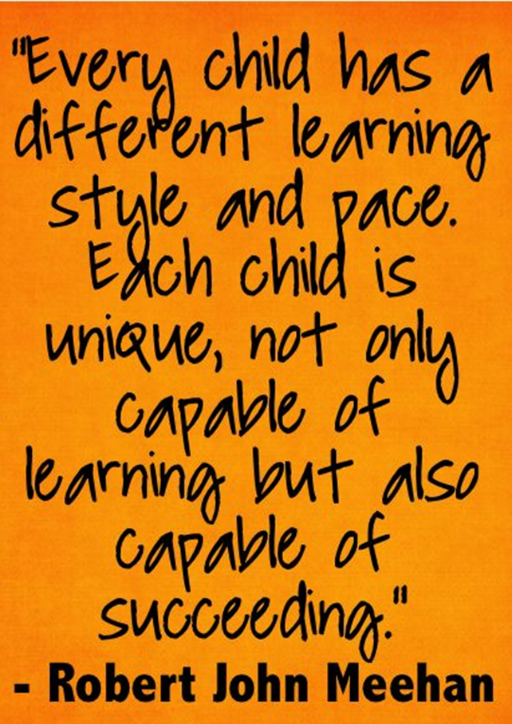 "Every child has a
different learning
style and pace.
Each child is
unique, not only
capable of
learning but also
capable of
succeeding."
- Robert John Meehan